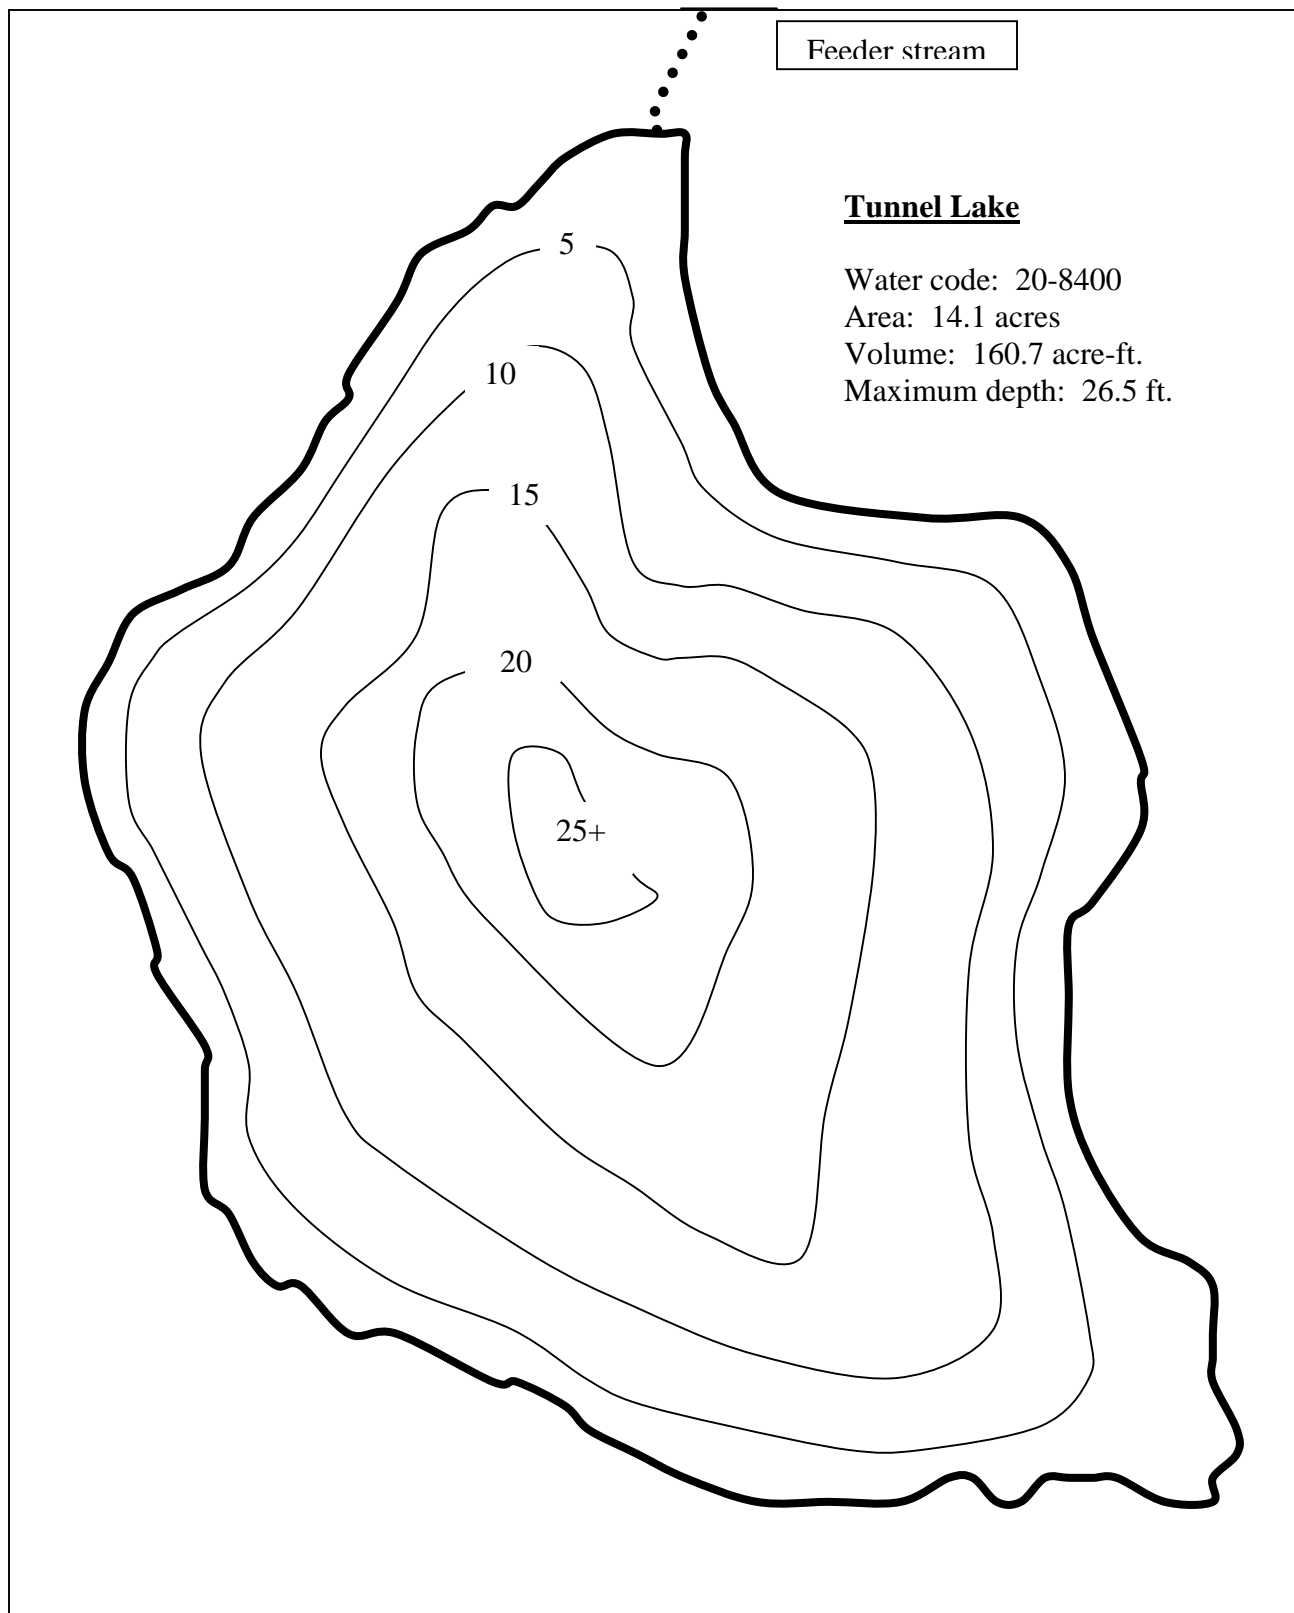 Feeder stream
Tunnel Lake
Water code: 20-8400
Area: 14.1 acres
Volume: 160.7 acre-ft.
Maximum depth: 26.5 ft.
5
10
15
20
25+